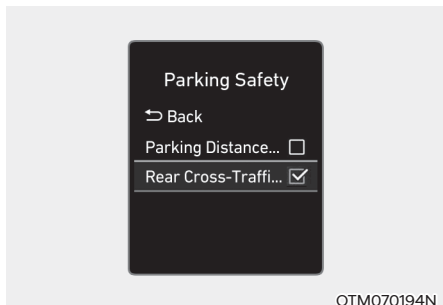 Parking Safety
Back
Parking Distance...
Rear Cross-Traffi...
OTM070194N